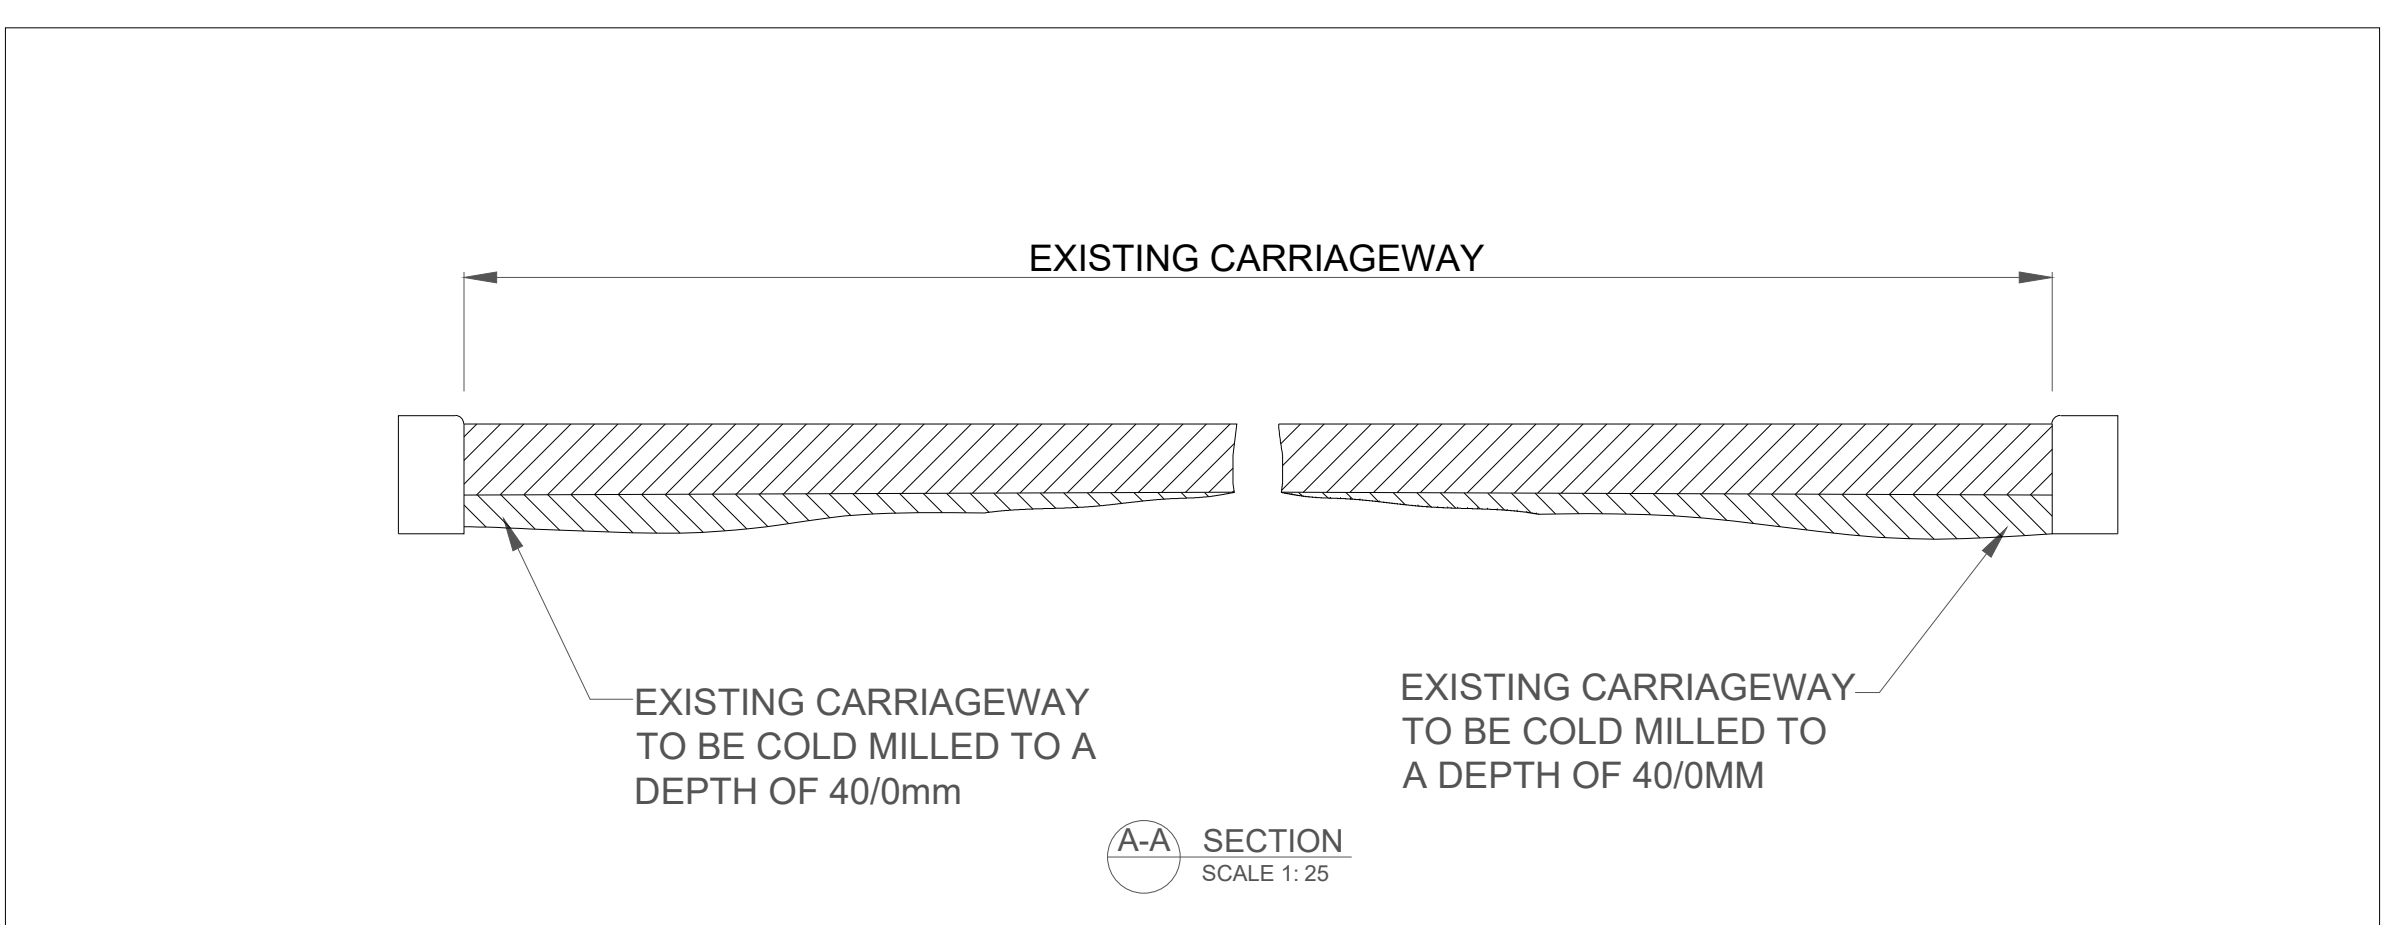 EXISTING CARRIAGEWAY
EXISTING CARRIAGEWAY
TO BE COLD MILLED TO A
DEPTH OF 40/0mm
EXISTING CARRIAGEWAY
TO BE COLD MILLED TO
A DEPTH OF 40/0MM
A-A SECTION
SCALE 1: 25